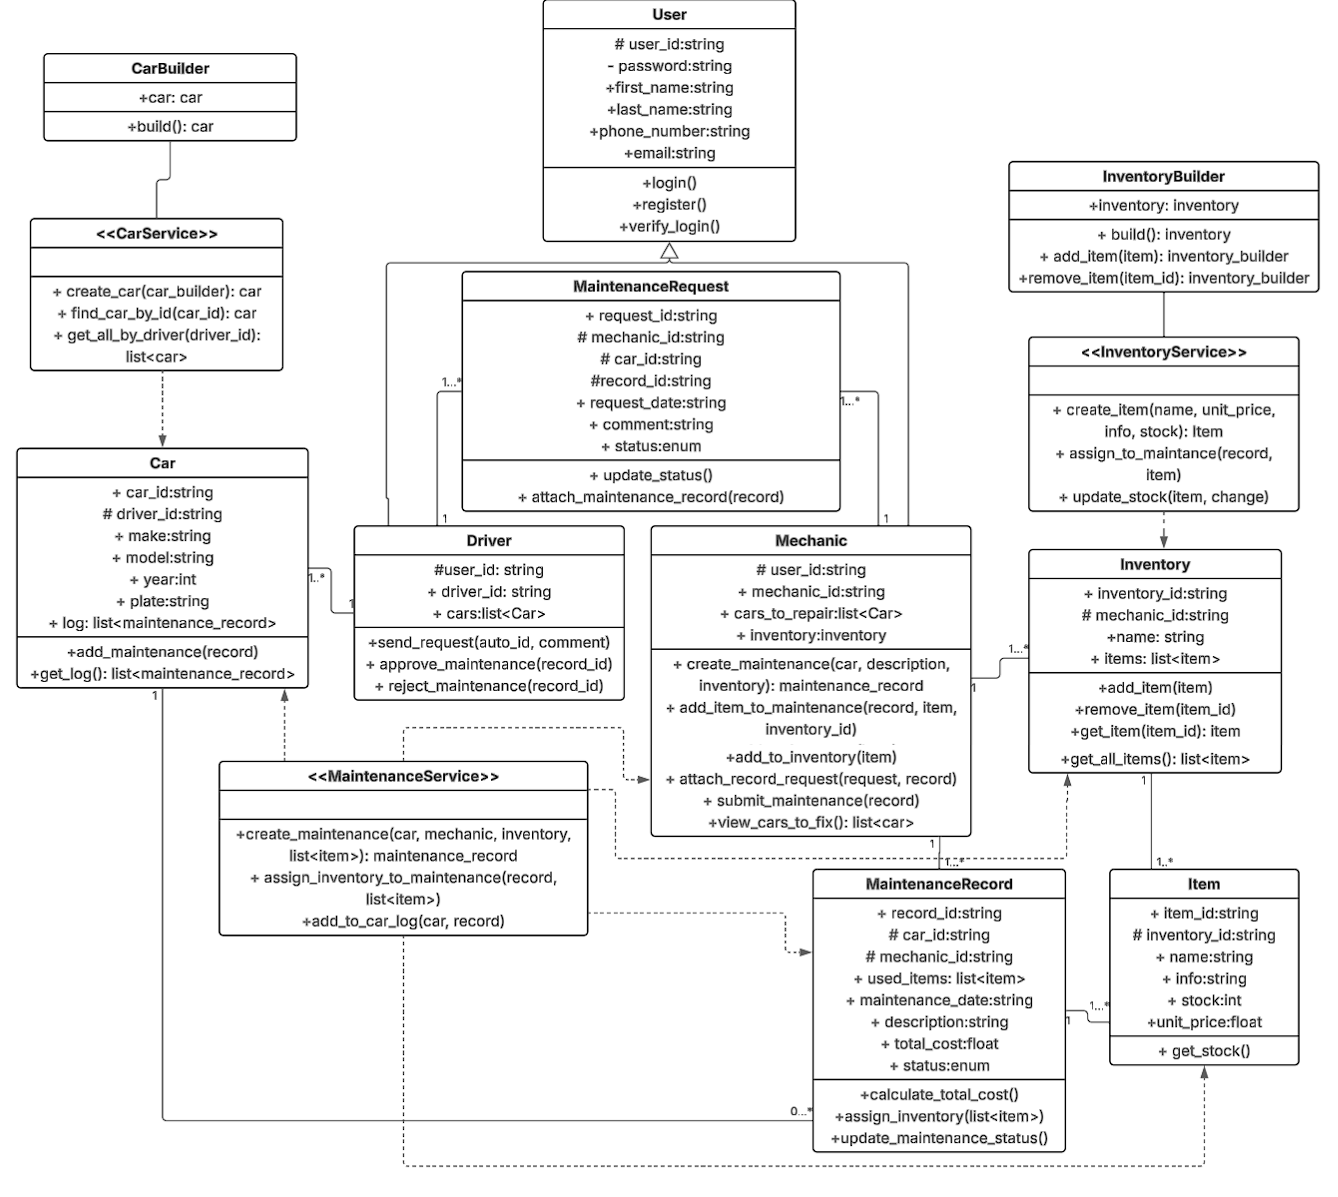 User
# user_id:string
- password:string
+first_name:string
+last_name:string
+phone_number:string
+email:string
+login()
+register()
+verify_login()
CarBuilder
+car: car
+build(): car
<<CarService>>
+ create_car(car_builder): car
+ find_car_by_id(car_id): car
+ get_all_by_driver(driver_id):
list<car>
InventoryBuilder
+inventory: inventory
+ build(): inventory
+ add_item(item): inventory_builder
+remove_item(item_id): inventory_builder
MaintenanceRequest
+ request_id:string
# mechanic_id:string
# car_id:string
#record_id:string
+ request_date:string
+ comment:string
+ status:enum
+ update_status()
+ attach_maintenance_record(record)
1...*
1...*
1
1
<<InventoryService>>
+ create_item(name, unit_price,
info, stock): Item
+ assign_to_maintance(record,
item)
+ update_stock(item, change)
Car
+ car_id:string
# driver_id:string
+ make:string
+ model:string
+ year:int
+ plate:string
+ log: list<maintenance_record>
+add_maintenance(record)
+get_log(): list<maintenance_record>
1..*
1
1
Driver
#user_id: string
+ driver_id: string
+ cars:list<Car>
+send_request(auto_id, comment)
+ approve_maintenance(record_id)
+ reject_maintenance(record_id)
Mechanic
# user_id:string
+ mechanic_id:string
+ cars_to_repair:list<Car>
+ inventory:inventory
+ create_maintenance(car, description,
inventory): maintenance_record
+ add_item_to_maintenance(record, item,
inventory_id)
+add_to_inventory(item)
+ attach_record_request(request, record)
+ submit_maintenance(record)
+view_cars_to_fix(): list<car>
1...*
1
Inventory
+ inventory_id:string
# mechanic_id:string
+name: string
+ items: list<item>
+add_item(item)
+remove_item(item_id)
+get_item(item_id): item
+get_all_items(): list<item>
1
1..*
<<MaintenanceService>>
+create_maintenance(car, mechanic, inventory,
list<item>): maintenance_record
+ assign_inventory_to_maintenance(record,
list<item>)
+add_to_car_log(car, record)
1
1...*
MaintenanceRecord
+ record_id:string
# car_id:string
# mechanic_id:string
+ used_items: list<item>
+ maintenance_date:string
+ description:string
+ total_cost:float
+ status:enum
+calculate_total_cost()
+assign_inventory(list<item>)
+update_maintenance_status()
0...*
1...*
1
Item
+ item_id:string
# inventory_id:string
+ name:string
+ info:string
+ stock:int
+unit_price:float
+ get_stock()